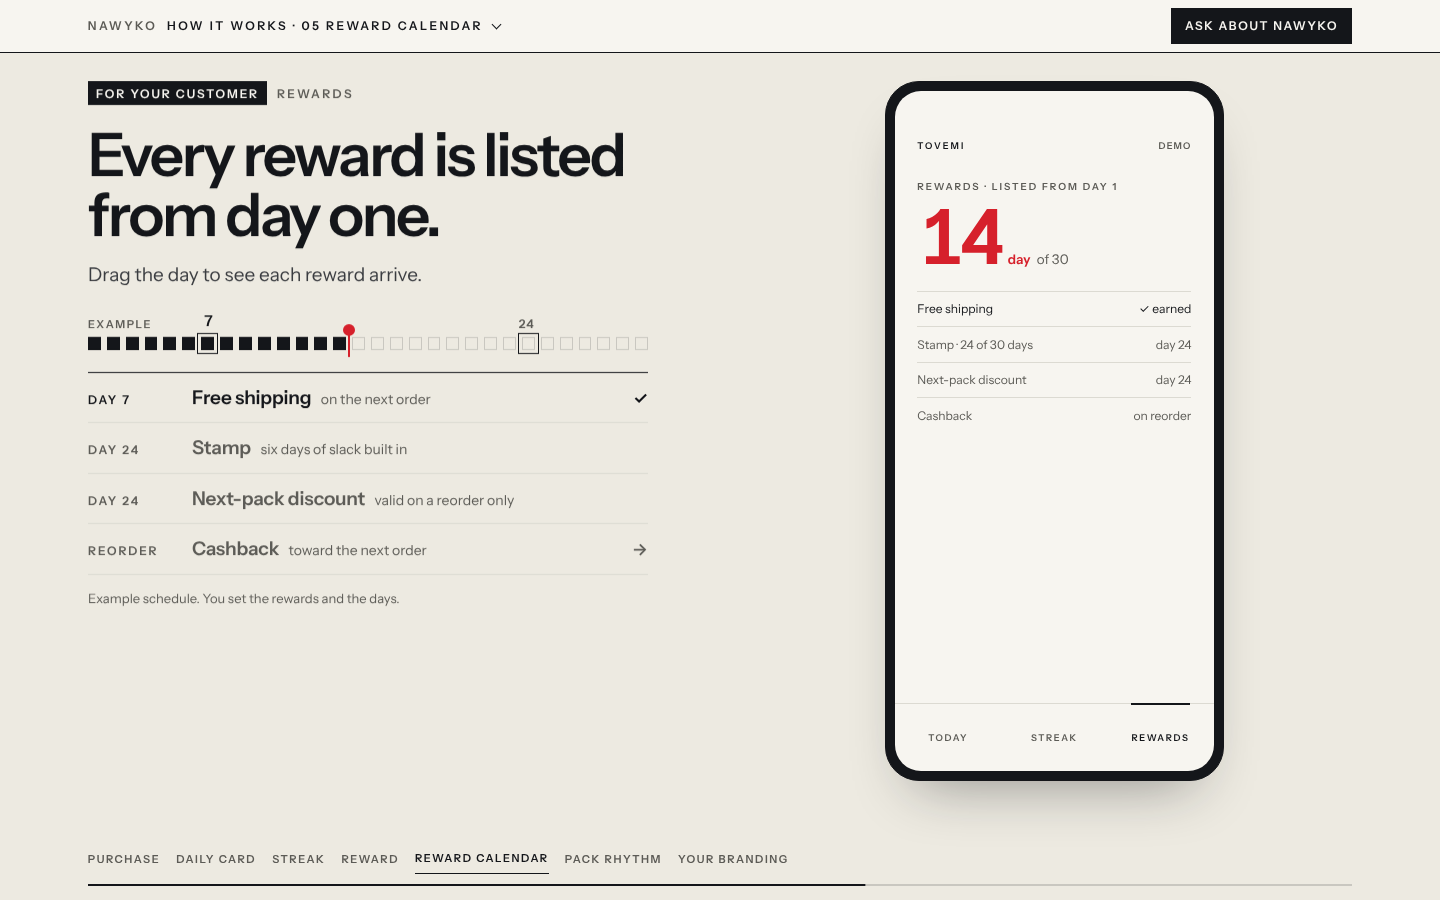 NAWYKO HOW IT WORKS · 05 REWARD CALENDAR
ASK ABOUT NAWYKO
FOR YOUR CUSTOMER REWARDS
Every reward is listed
from day one.
Drag the day to see each reward arrive.
EXAMPLE 7 24
DAY 7 Free shipping on the next order ✓
DAY 24 Stamp six days of slack built in
DAY 24 Next-pack discount valid on a reorder only
REORDER Cashback toward the next order →
Example schedule. You set the rewards and the days.
TOVEMI DEMO
REWARDS · LISTED FROM DAY 1
14 day of 30
Free shipping ✓ earned
Stamp · 24 of 30 days day 24
Next-pack discount day 24
Cashback on reorder
TODAY STREAK REWARDS
PURCHASE DAILY CARD STREAK REWARD REWARD CALENDAR PACK RHYTHM YOUR BRANDING